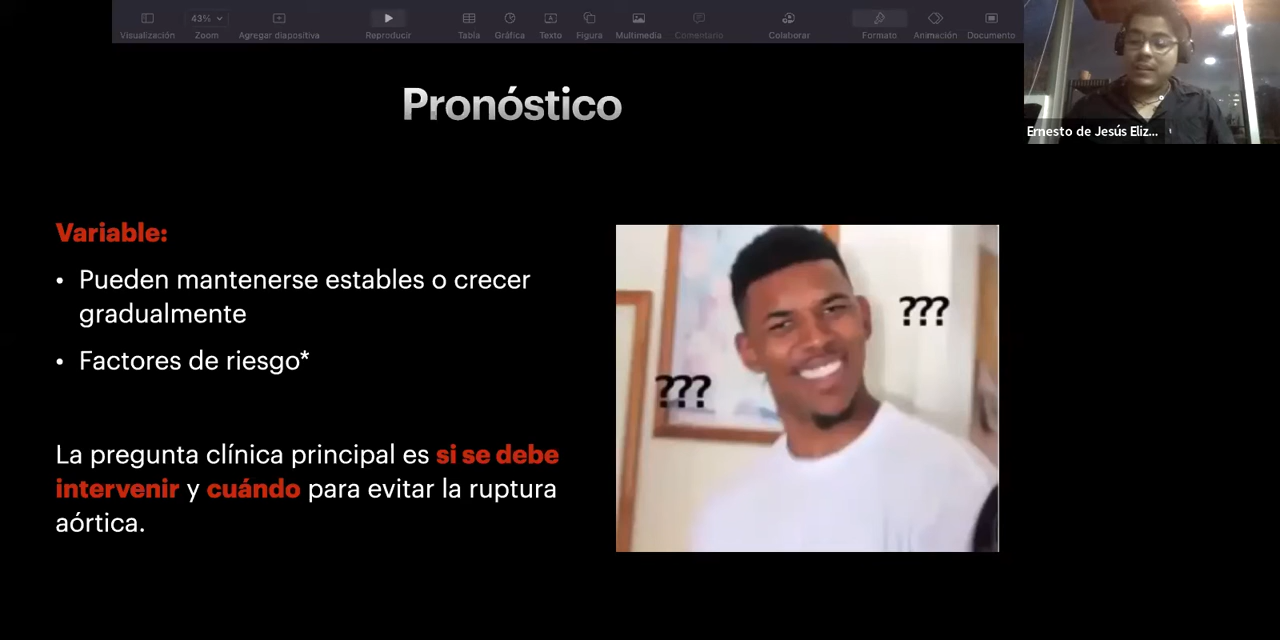 43%
Visualización
Zoom
Agregar diapositiva
Reproducir
Tabla
Gráfica
Texto
Figura
Multimedia
Comentario
Colaborar
Formato
Animación
Documento
Ernesto de Jesús Eliz...
Pronóstico
Variable:
• Pueden mantenerse estables o crecer
gradualmente
• Factores de riesgo*
La pregunta clínica principal es si se debe
intervenir y cuándo para evitar la ruptura
aórtica.
???
???